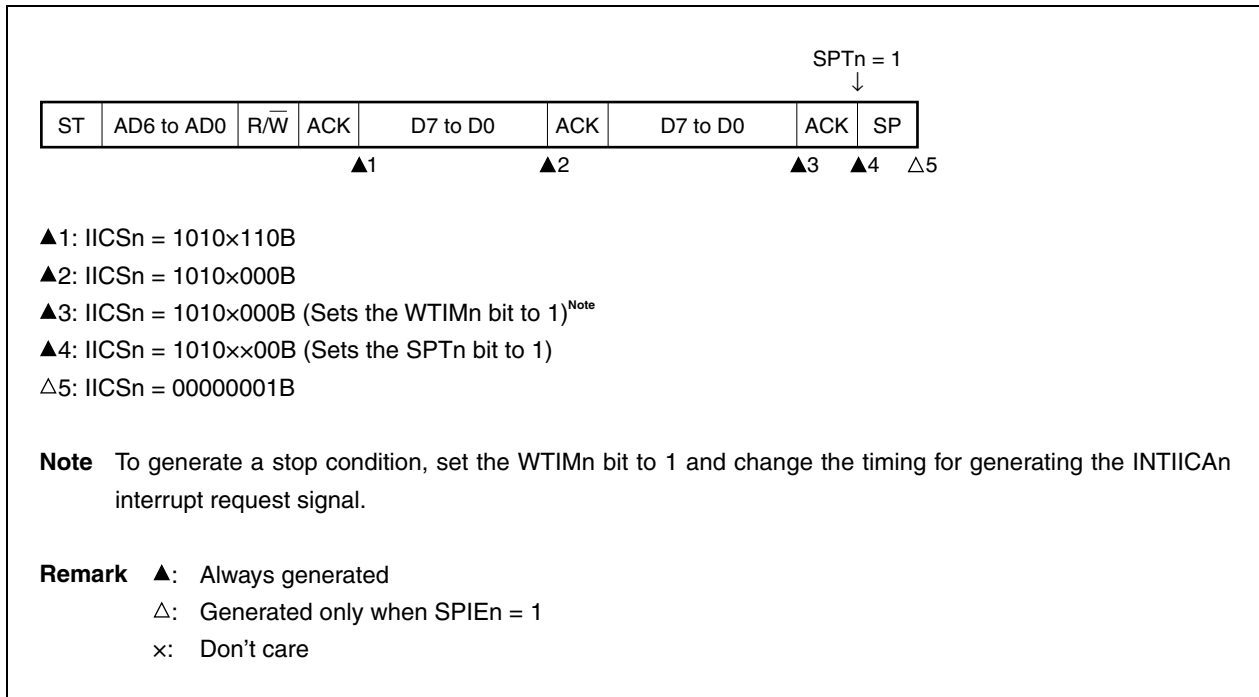 SPTn = 1
↓
ST AD6 to AD0 R/W̅ ACK D7 to D0 ACK D7 to D0 ACK SP
▲1 ▲2 ▲3 ▲4 △5
▲1: IICSn = 1010×110B
▲2: IICSn = 1010×000B
▲3: IICSn = 1010×000B (Sets the WTIMn bit to 1)Note
▲4: IICSn = 1010××00B (Sets the SPTn bit to 1)
△5: IICSn = 00000001B
Note To generate a stop condition, set the WTIMn bit to 1 and change the timing for generating the INTIICAn
interrupt request signal.
Remark ▲: Always generated
△: Generated only when SPIEn = 1
×: Don't care